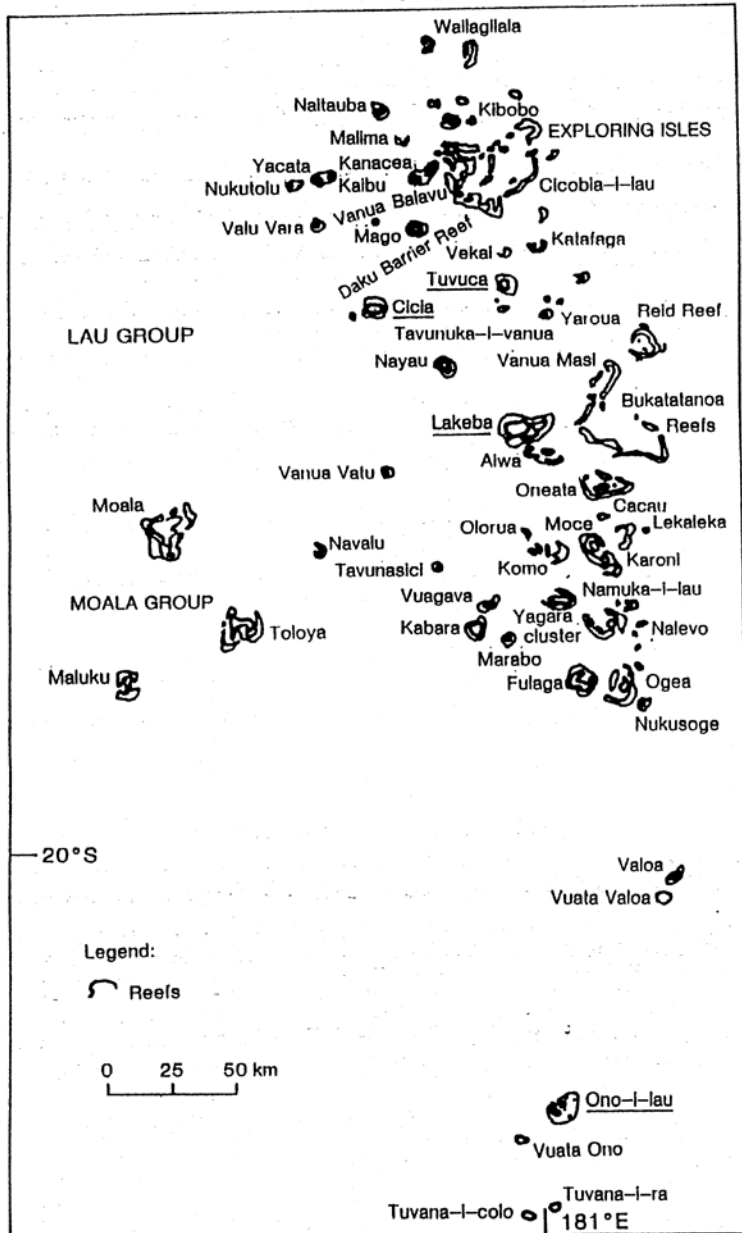 Wailagilala
Naitauba
Kibobo
Malima
EXPLORING ISLES
Yacata
Kanacea
Nukutolu
Kaibu
Cicobia-i-lau
Vanua Balavu
Valu Vara
Mago
Katafaga
Vekai
Daku Barrier Reef
Tuvuca
Cicia
Reid Reef
LAU GROUP
Tavunuka-i-vanua
Yaroua
Nayau
Vanua Masi
Bukatatanoa
Lakeba
Reefs
Aiwa
Vanua Vatu
Oneata
Moala
Cacau
Olorua
Moce
Lekaleka
Navalu
Komo
Karoni
Tavunasici
MOALA GROUP
Vuagava
Namuka-i-lau
Toloya
Kabara
Yagara
cluster
Nalevo
Marabo
Maluku
Fulaga
Ogea
Nukusoge
20°S
Valoa
Vuata Valoa
Legend:
Reefs
0 25 50 km
Ono-i-lau
Vuata Ono
Tuvana-i-ra
Tuvana-i-colo
181°E